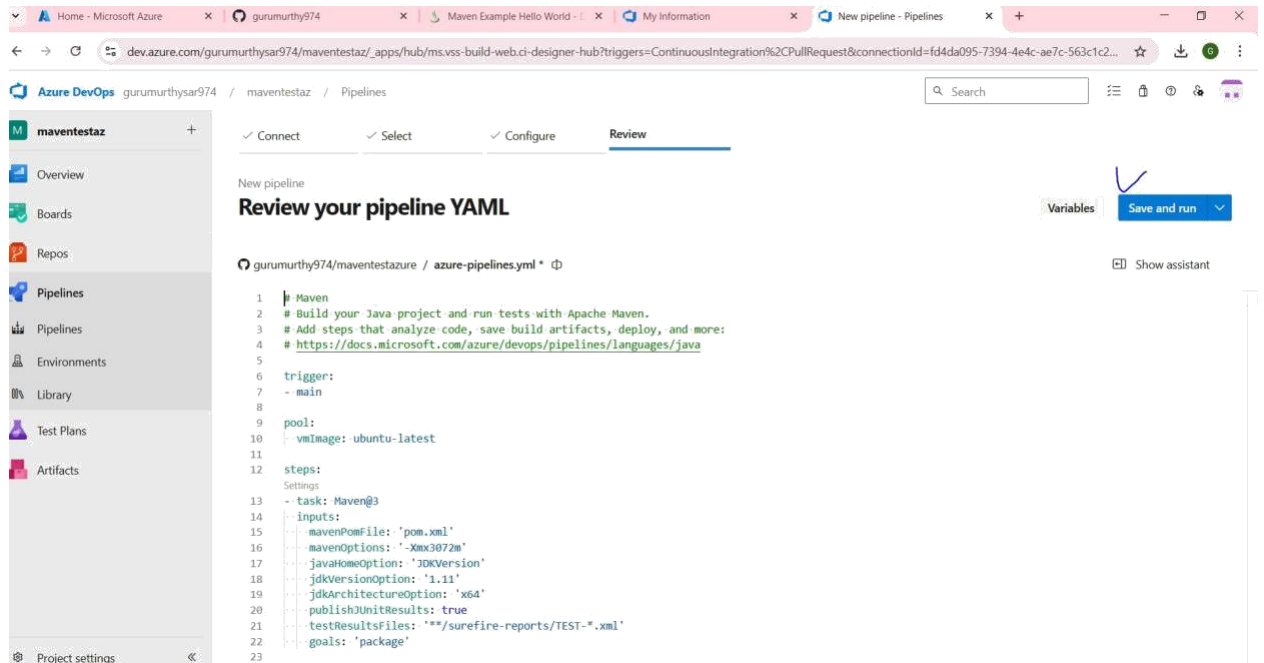 Home - Microsoft Azure
gurumurthy974
Maven Example Hello World -
My Information
New pipeline - Pipelines
dev.azure.com/gurumurthysar974/maventestaz/_apps/hub/ms.vss-build-web.ci-designer-hub?triggers=ContinuousIntegration%2CPullRequest&connectionId=fd4da095-7394-4e4c-ae7c-563c1c2...
G
Azure DevOps gurumurthysar974 / maventestaz / Pipelines
Search
M maventestaz
Connect
Select
Configure
Review
Overview
Boards
Repos
Pipelines
Pipelines
Environments
Library
Test Plans
Artifacts
Project settings
New pipeline
Review your pipeline YAML
Variables
Save and run
gurumurthy974/maventestazure / azure-pipelines.yml *
Show assistant
1 # Maven
2 # Build your Java project and run tests with Apache Maven.
3 # Add steps that analyze code, save build artifacts, deploy, and more:
4 # https://docs.microsoft.com/azure/devops/pipelines/languages/java
5
6 trigger:
7 - main
8
9 pool:
10 vmImage: ubuntu-latest
11
12 steps:
Settings
13 - task: Maven@3
14 inputs:
15 mavenPomFile: 'pom.xml'
16 mavenOptions: '-Xmx3072m'
17 javaHomeOption: 'JDKVersion'
18 jdkVersionOption: '1.11'
19 jdkArchitectureOption: 'x64'
20 publishJUnitResults: true
21 testResultsFiles: '**/surefire-reports/TEST-*.xml'
22 goals: 'package'
23